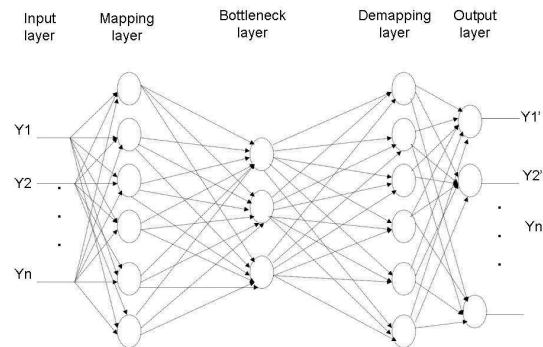 Input layer
Mapping layer
Bottleneck layer
Demapping layer
Output layer
Y1
Y2
Yn
Y1'
Y2'
Yn